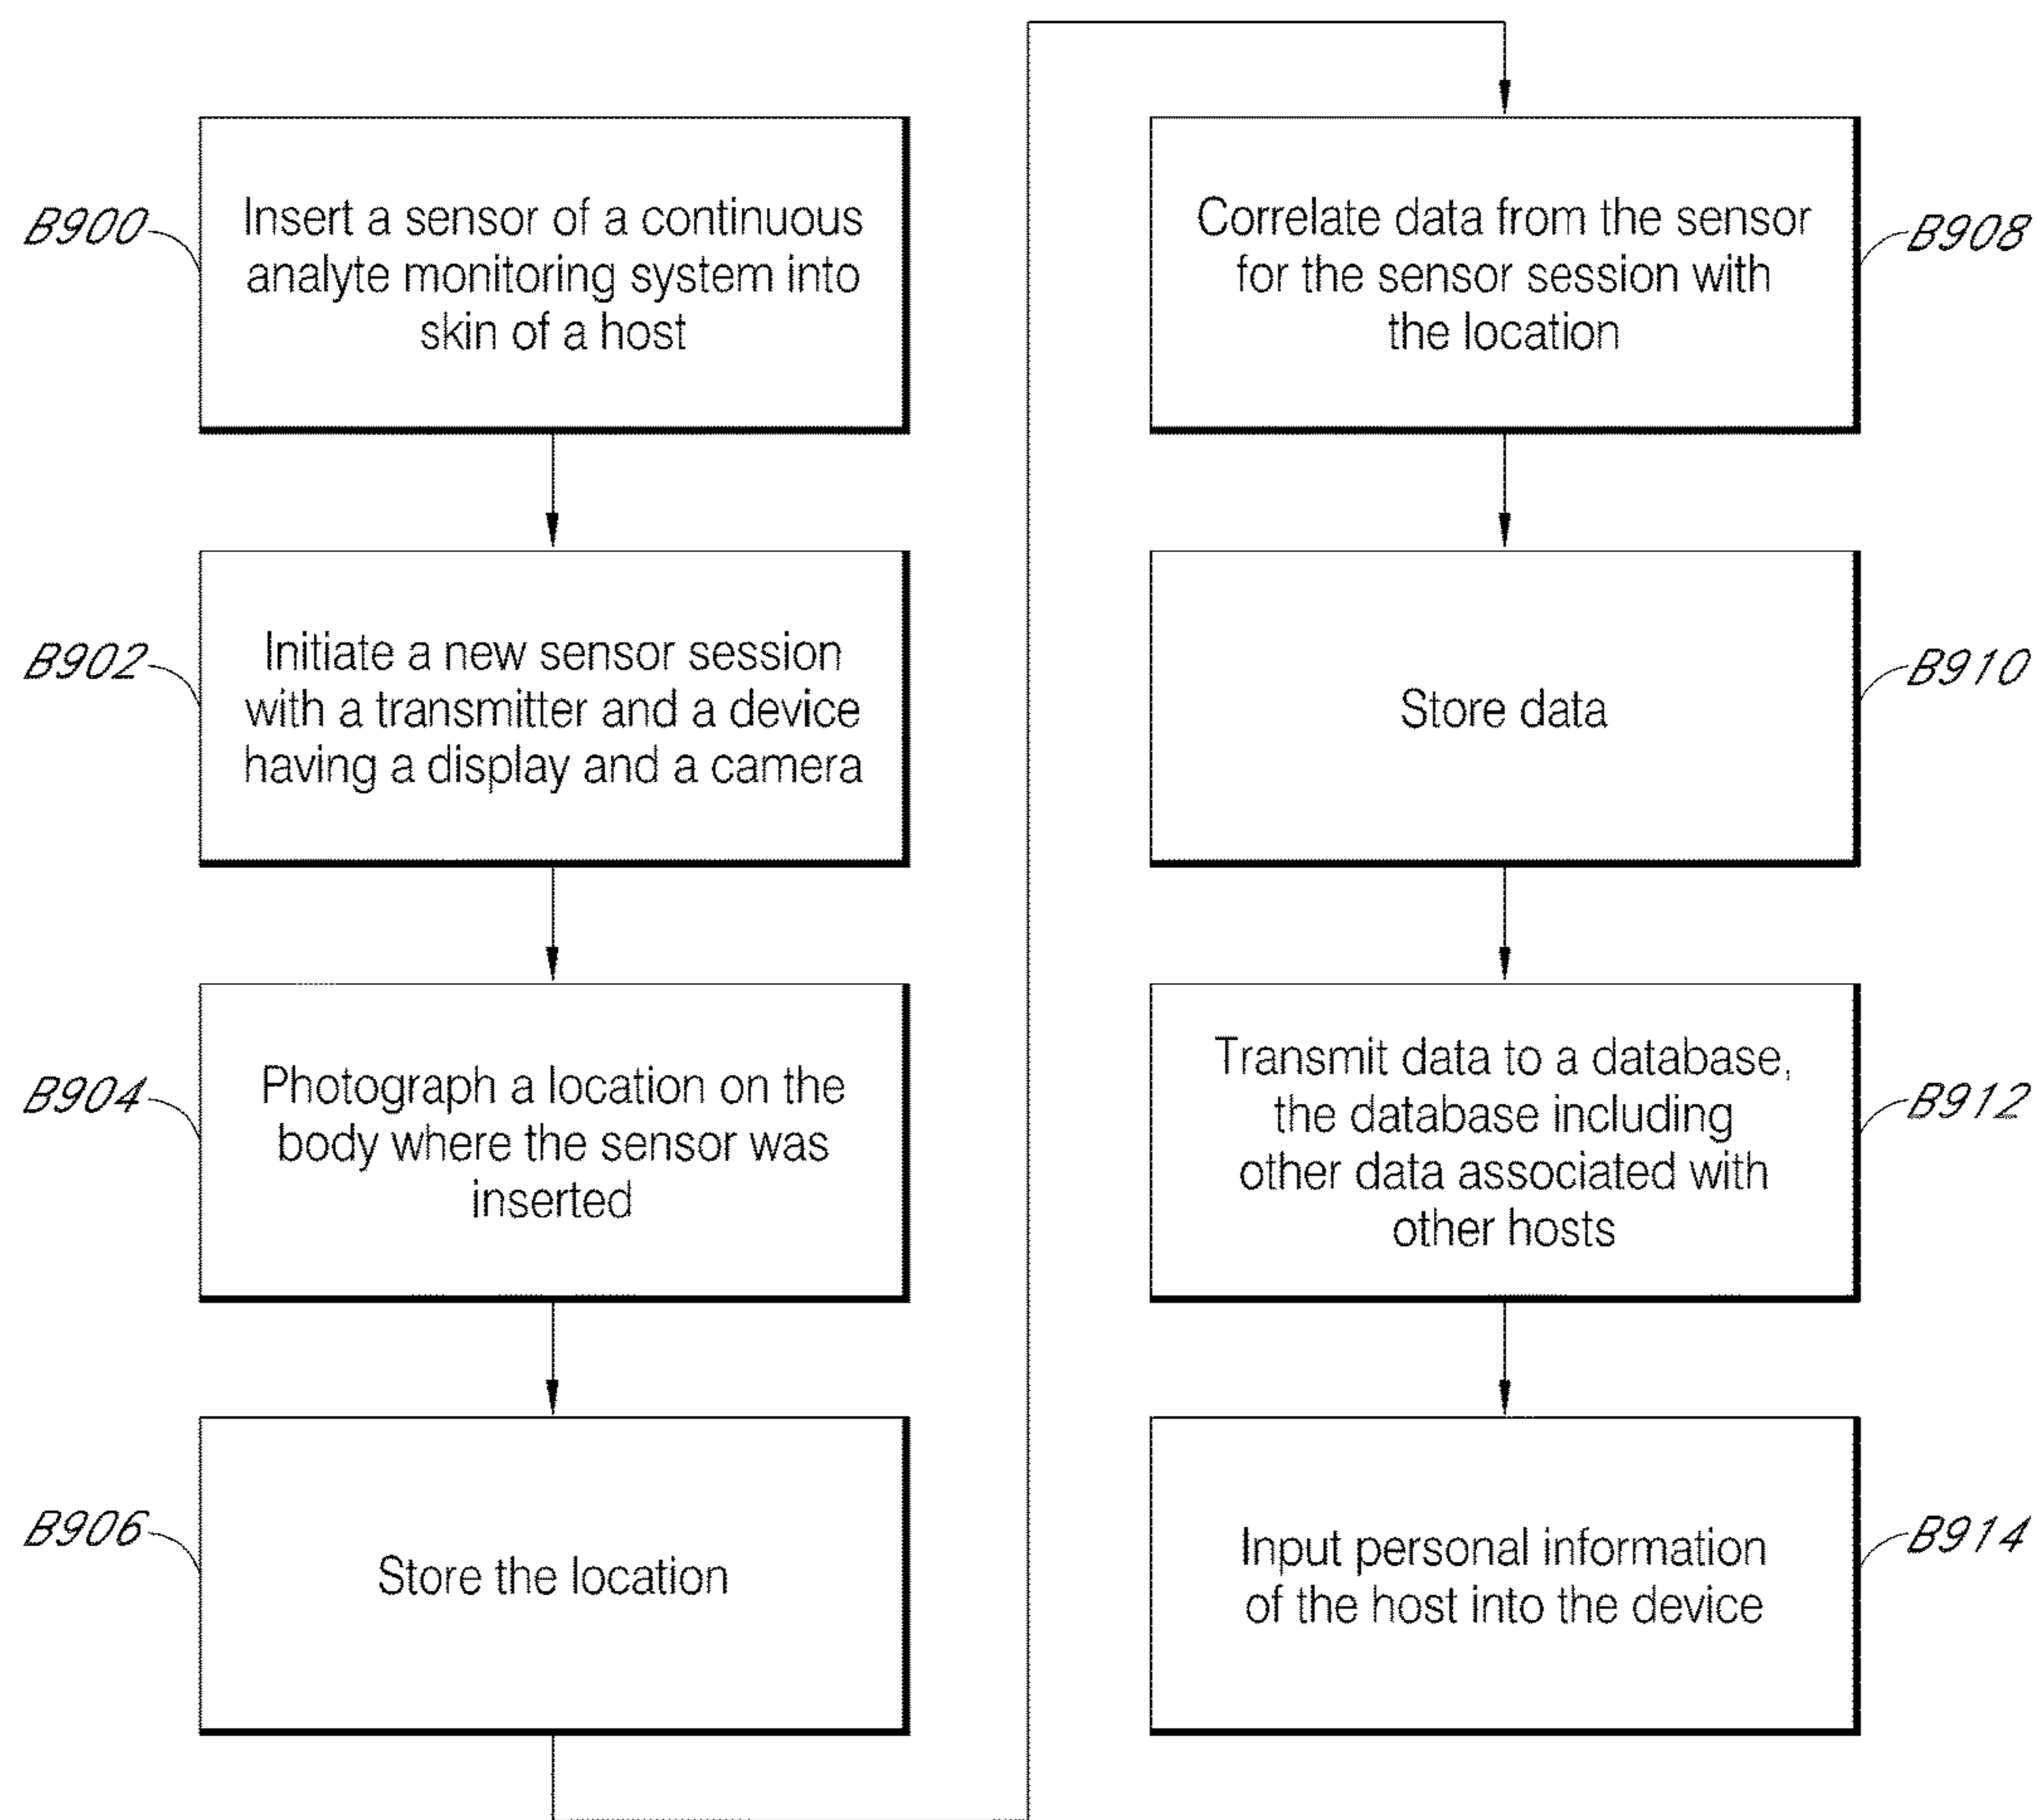 B900
Insert a sensor of a continuous
analyte monitoring system into
skin of a host
B902
Initiate a new sensor session
with a transmitter and a device
having a display and a camera
B904
Photograph a location on the
body where the sensor was
inserted
B906
Store the location
Correlate data from the sensor
for the sensor session with
the location
B908
Store data
B910
Transmit data to a database,
the database including
other data associated with
other hosts
B912
Input personal information
of the host into the device
B914